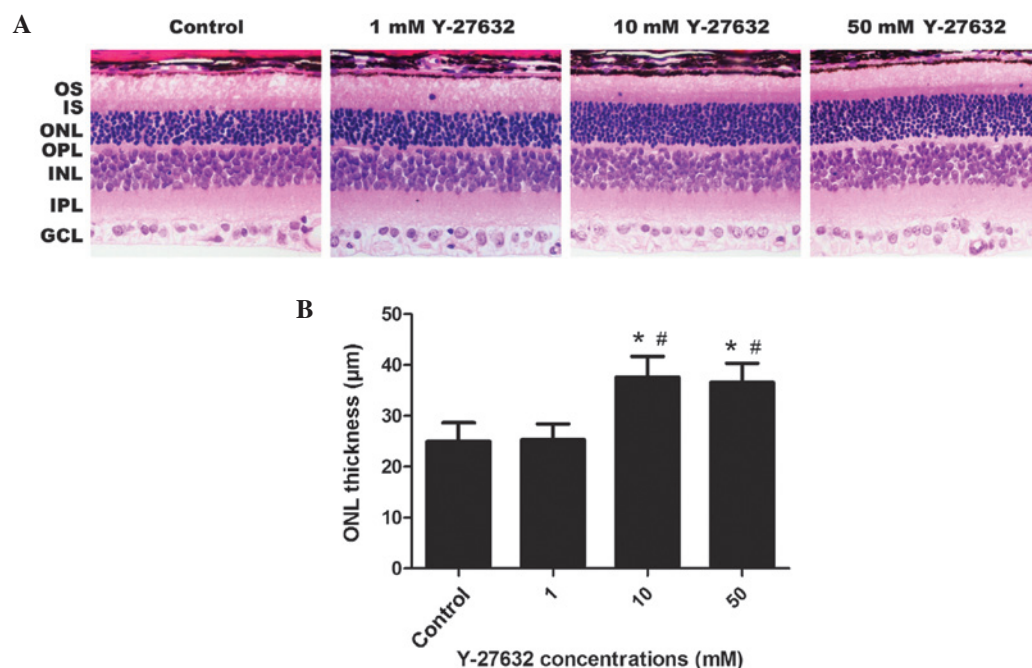 A
Control
1 mM Y-27632
10 mM Y-27632
50 mM Y-27632
OS
IS
ONL
OPL
INL
IPL
GCL
B
ONL thickness (µm)
50
40
30
20
10
0
* #
* #
Control
1
10
50
Y-27632 concentrations (mM)